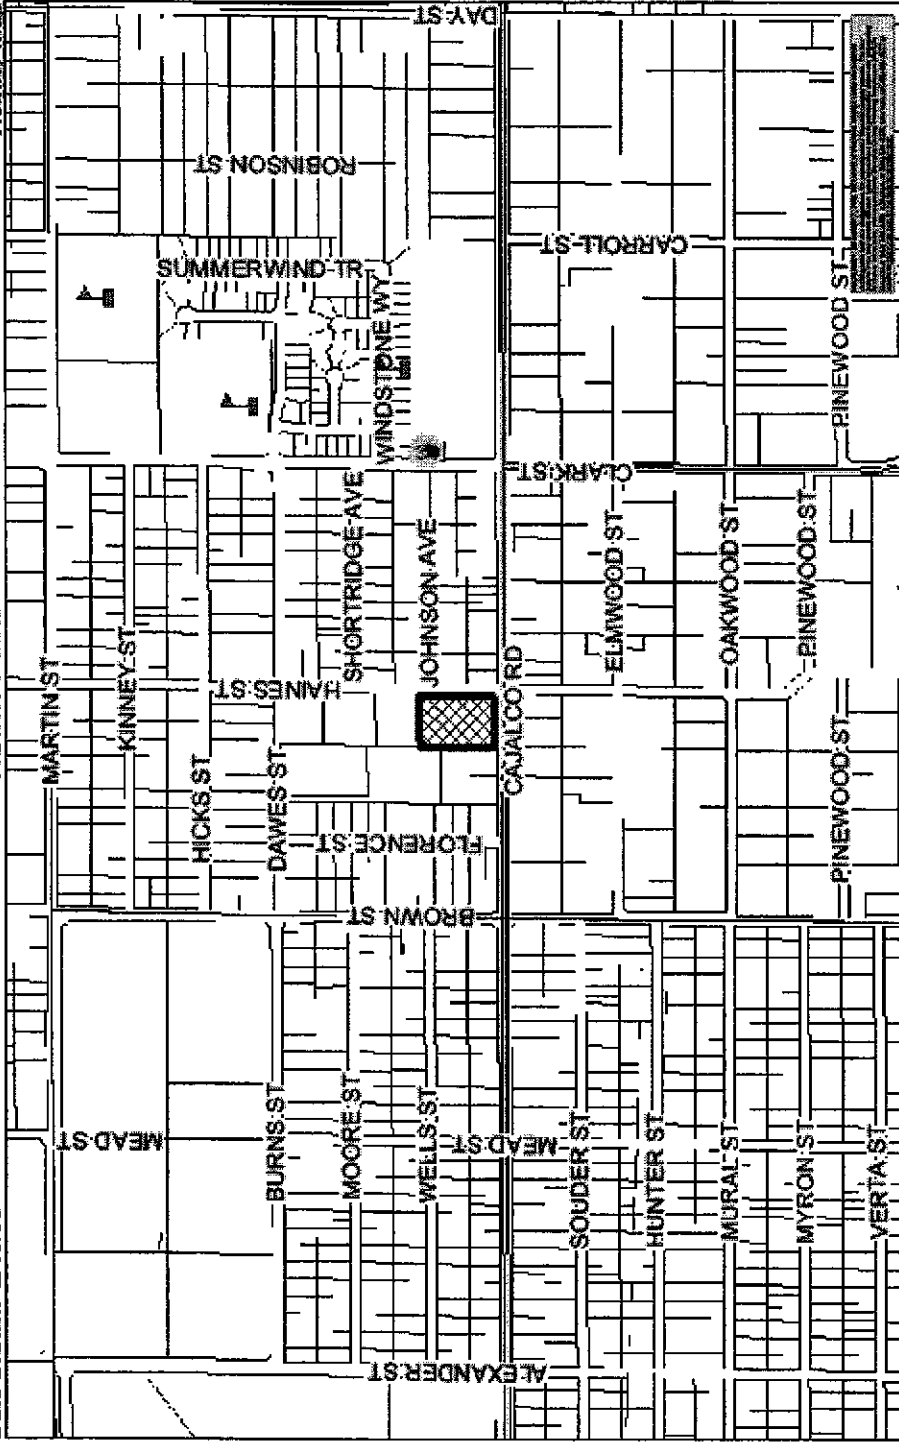 DAY ST
ROBINSON ST
CARROLL ST
SUMMERWIND TR
WINDSTONE WY
PINEWOOD ST
CLARK ST
SHORTRIDGE AVE
JOHNSON AVE
ELMWOOD ST
OAKWOOD ST
PINEWOOD ST
MARTIN ST
KINNEY ST
HAINES ST
CAJALCO RD
HICKS ST
DAWES ST
FLORENCE ST
PINEWOOD ST
BROWN ST
MEAD ST
BURNS ST
MOORE ST
WELLS ST
MEAD ST
SOUDER ST
HUNTER ST
MURAL ST
MYRON ST
VERTA ST
ALEXANDER ST